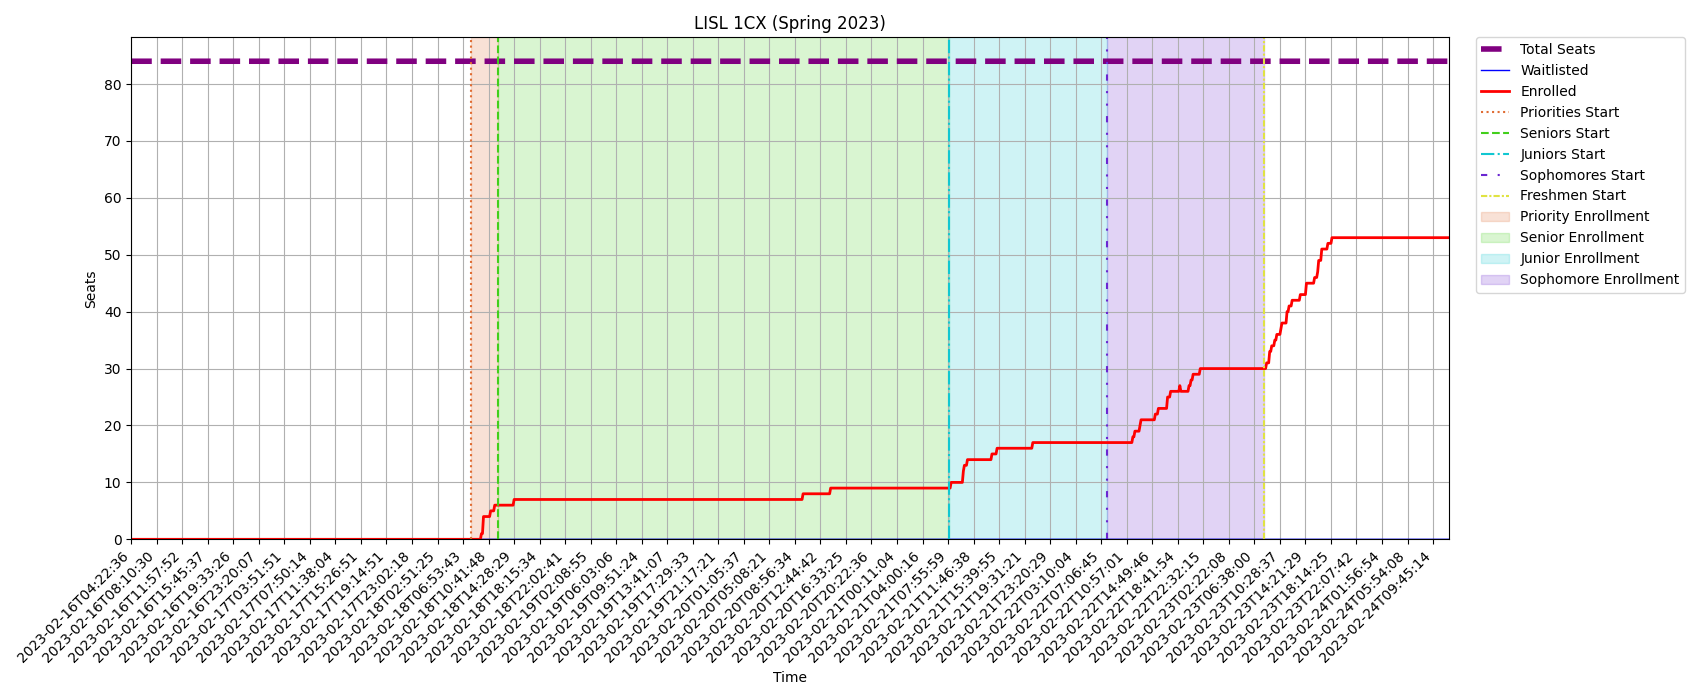 LISL 1CX (Spring 2023)
Total Seats
Waitlisted
Enrolled
Priorities Start
Seniors Start
Juniors Start
Sophomores Start
Freshmen Start
Priority Enrollment
Senior Enrollment
Junior Enrollment
Sophomore Enrollment
Seats
80
70
60
50
40
30
20
10
0
2023-02-16T04:22:36
2023-02-16T08:10:30
2023-02-16T11:57:52
2023-02-16T15:45:37
2023-02-16T19:33:26
2023-02-16T23:20:07
2023-02-17T03:51:51
2023-02-17T07:50:14
2023-02-17T11:38:04
2023-02-17T15:26:51
2023-02-17T19:14:51
2023-02-17T23:02:18
2023-02-18T02:51:25
2023-02-18T06:53:43
2023-02-18T10:41:48
2023-02-18T14:28:29
2023-02-18T18:15:34
2023-02-18T22:02:41
2023-02-19T02:08:55
2023-02-19T06:03:06
2023-02-19T09:51:24
2023-02-19T13:41:07
2023-02-19T17:29:33
2023-02-19T21:17:21
2023-02-20T01:05:37
2023-02-20T05:08:21
2023-02-20T08:56:34
2023-02-20T12:44:42
2023-02-20T16:33:25
2023-02-20T20:22:36
2023-02-21T00:11:04
2023-02-21T04:00:16
2023-02-21T07:55:59
2023-02-21T11:46:38
2023-02-21T15:39:55
2023-02-21T19:31:21
2023-02-21T23:20:29
2023-02-22T03:10:04
2023-02-22T07:06:45
2023-02-22T10:57:01
2023-02-22T14:49:46
2023-02-22T18:41:54
2023-02-22T22:32:15
2023-02-23T02:22:08
2023-02-23T06:38:00
2023-02-23T10:28:37
2023-02-23T14:21:29
2023-02-23T18:14:25
2023-02-23T22:07:42
2023-02-24T01:56:54
2023-02-24T05:54:08
2023-02-24T09:45:14
Time